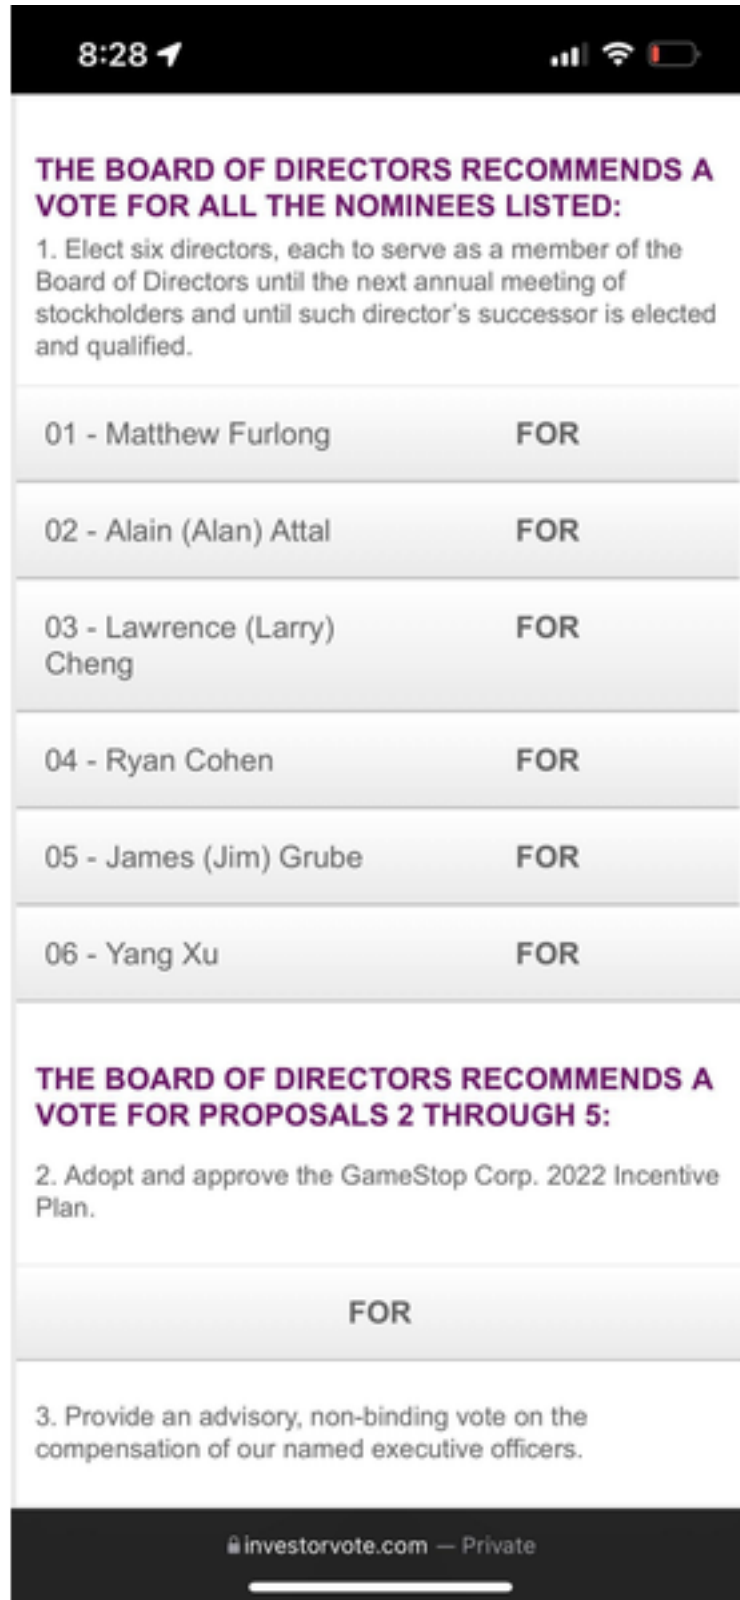 8:28
THE BOARD OF DIRECTORS RECOMMENDS A
VOTE FOR ALL THE NOMINEES LISTED:
1. Elect six directors, each to serve as a member of the
Board of Directors until the next annual meeting of
stockholders and until such director's successor is elected
and qualified.
01 - Matthew Furlong FOR
02 - Alain (Alan) Attal FOR
03 - Lawrence (Larry) FOR
Cheng
04 - Ryan Cohen FOR
05 - James (Jim) Grube FOR
06 - Yang Xu FOR
THE BOARD OF DIRECTORS RECOMMENDS A
VOTE FOR PROPOSALS 2 THROUGH 5:
2. Adopt and approve the GameStop Corp. 2022 Incentive
Plan.
FOR
3. Provide an advisory, non-binding vote on the
compensation of our named executive officers.
investorvote.com — Private